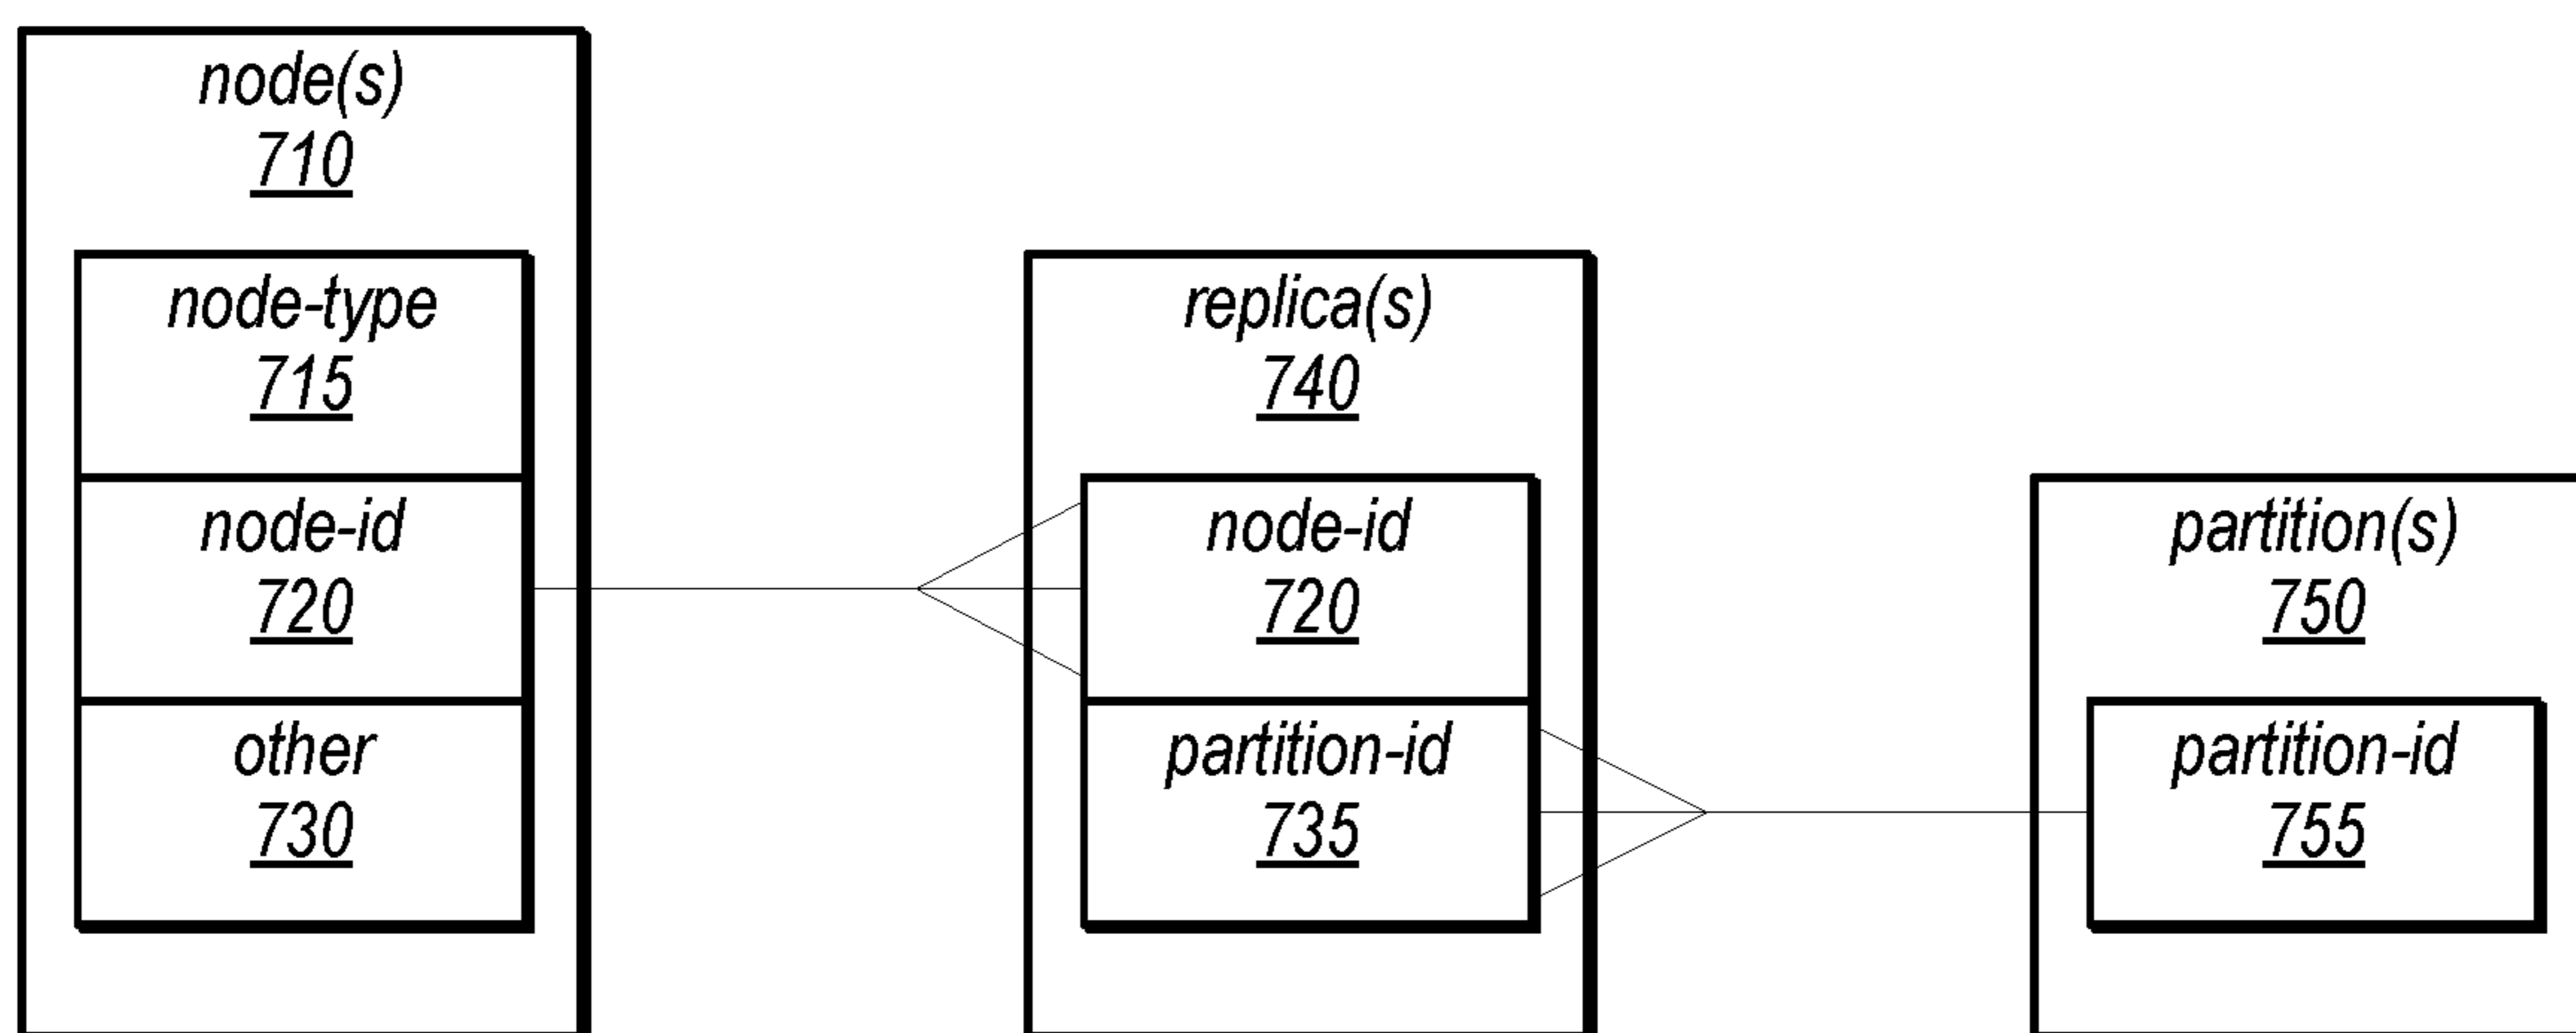 node(s)
710
node-type
715
node-id
720
other
730
replica(s)
740
node-id
720
partition-id
735
partition(s)
750
partition-id
755